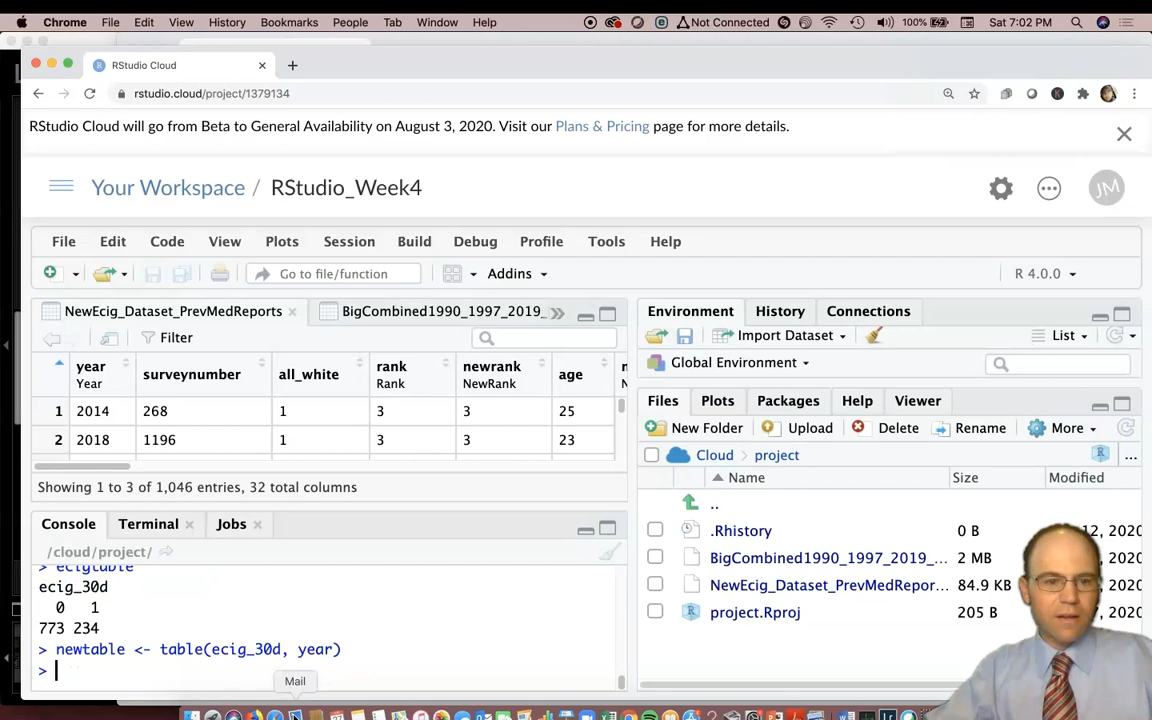 Chrome File Edit View History Bookmarks People Tab Window Help Not Connected 100% Sat 7:02 PM
RStudio Cloud
rstudio.cloud/project/1379134
RStudio Cloud will go from Beta to General Availability on August 3, 2020. Visit our Plans & Pricing page for more details.
Your Workspace / RStudio_Week4
JM
File Edit Code View Plots Session Build Debug Profile Tools Help
Go to file/function Addins R 4.0.0
NewEcig_Dataset_PrevMedReports BigCombined1990_1997_2019_
Filter
year surveynumber all_white rank newrank age
Year Rank NewRank
1 2014 268 1 3 3 25
2 2018 1196 1 3 3 23
Showing 1 to 3 of 1,046 entries, 32 total columns
Console Terminal Jobs
/cloud/project/
> ecigtable
ecig_30d
0 1
773 234
> newtable <- table(ecig_30d, year)
>
Mail
Environment History Connections
Import Dataset List
Global Environment
Files Plots Packages Help Viewer
New Folder Upload Delete Rename More
Cloud > project ...
Name Size Modified
..
.Rhistory 0 B 12, 2020
BigCombined1990_1997_2019_... 2 MB
NewEcig_Dataset_PrevMedRepor... 84.9 KB
project.Rproj 205 B